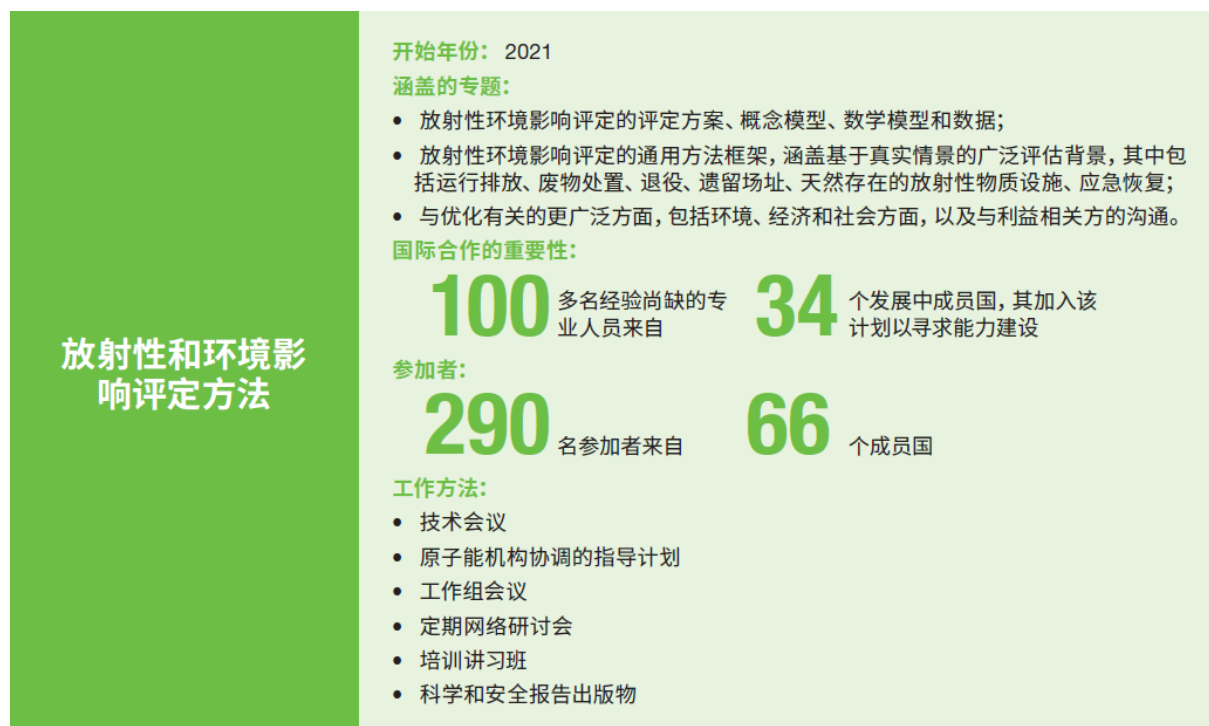 放射性和环境影
响评定方法
开始年份： 2021
涵盖的专题：
• 放射性环境影响评定的评定方案、概念模型、数学模型和数据；
• 放射性环境影响评定的通用方法框架，涵盖基于真实情景的广泛评估背景，其中包
括运行排放、废物处置、退役、遗留场址、天然存在的放射性物质设施、应急恢复；
• 与优化有关的更广泛方面，包括环境、经济和社会方面，以及与利益相关方的沟通。
国际合作的重要性：
100 多名经验尚缺的专
业人员来自
34 个发展中成员国，其加入该
计划以寻求能力建设
参加者：
290 名参加者来自
66 个成员国
工作方法：
• 技术会议
• 原子能机构协调的指导计划
• 工作组会议
• 定期网络研讨会
• 培训讲习班
• 科学和安全报告出版物